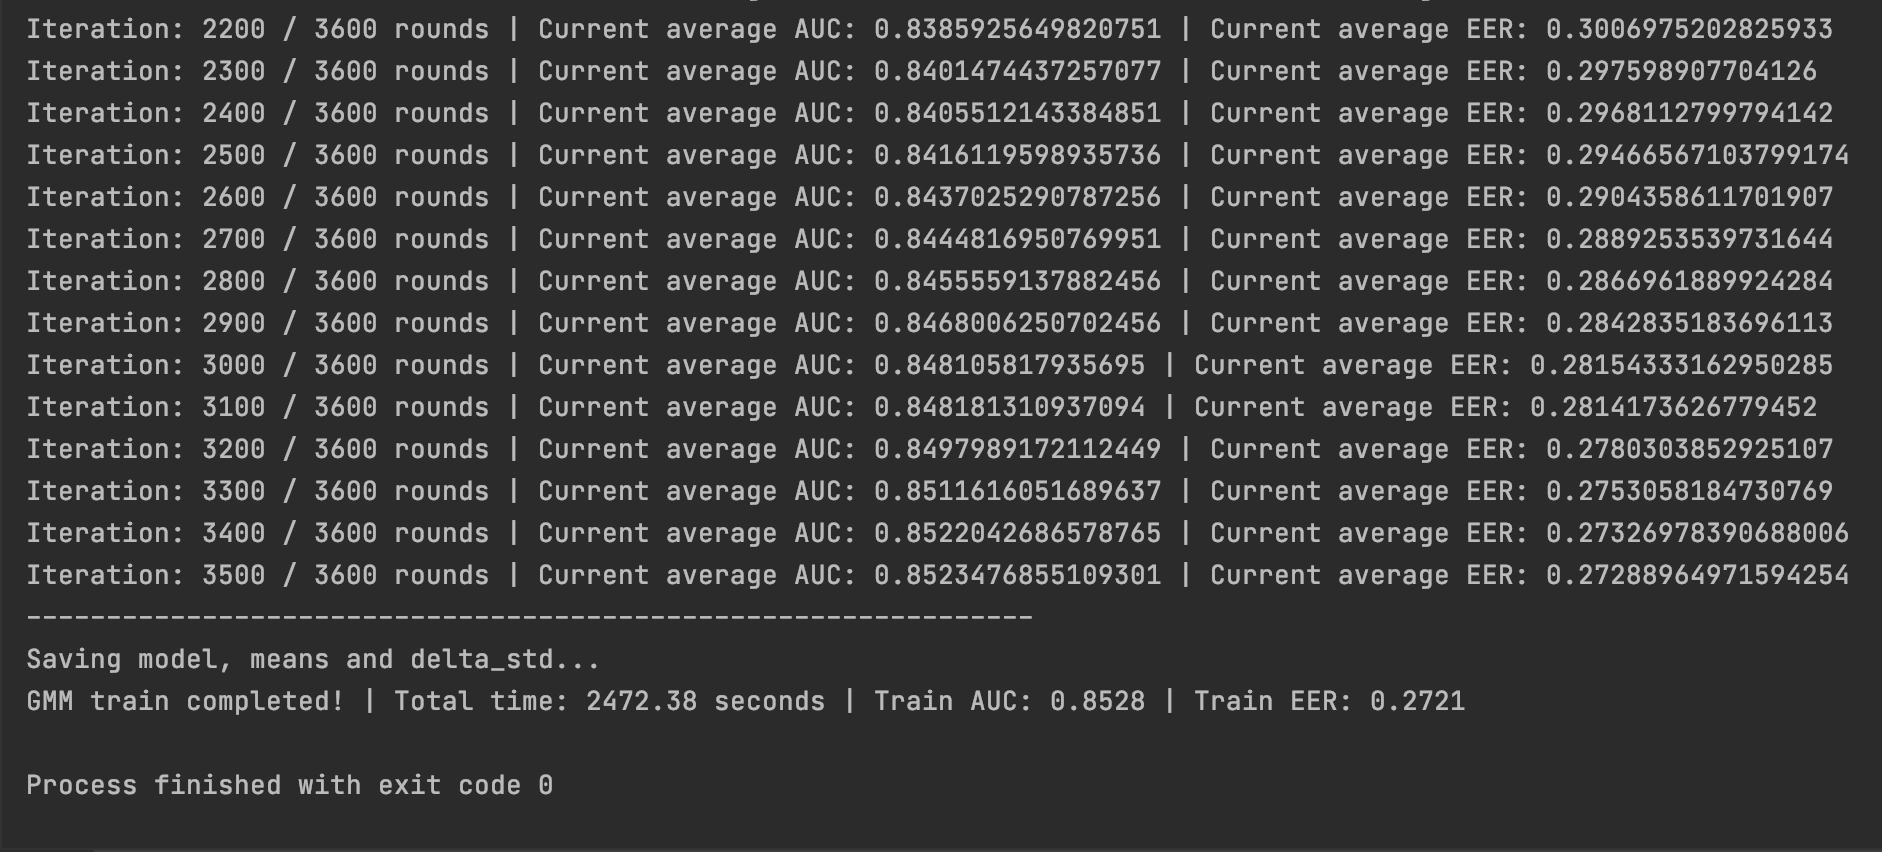 Iteration: 2200 / 3600 rounds | Current average AUC: 0.8385925649820751 | Current average EER: 0.3006975202825933
Iteration: 2300 / 3600 rounds | Current average AUC: 0.8401474437257077 | Current average EER: 0.297598907704126
Iteration: 2400 / 3600 rounds | Current average AUC: 0.8405512143384851 | Current average EER: 0.2968112799794142
Iteration: 2500 / 3600 rounds | Current average AUC: 0.8416119598935736 | Current average EER: 0.29466567103799174
Iteration: 2600 / 3600 rounds | Current average AUC: 0.8437025290787256 | Current average EER: 0.2904358611701907
Iteration: 2700 / 3600 rounds | Current average AUC: 0.8444816950769951 | Current average EER: 0.2889253539731644
Iteration: 2800 / 3600 rounds | Current average AUC: 0.8455559137882456 | Current average EER: 0.2866961889924284
Iteration: 2900 / 3600 rounds | Current average AUC: 0.8468006250702456 | Current average EER: 0.2842835183696113
Iteration: 3000 / 3600 rounds | Current average AUC: 0.848105817935695 | Current average EER: 0.28154333162950285
Iteration: 3100 / 3600 rounds | Current average AUC: 0.848181310937094 | Current average EER: 0.2814173626779452
Iteration: 3200 / 3600 rounds | Current average AUC: 0.8497989172112449 | Current average EER: 0.2780303852925107
Iteration: 3300 / 3600 rounds | Current average AUC: 0.8511616051689637 | Current average EER: 0.2753058184730769
Iteration: 3400 / 3600 rounds | Current average AUC: 0.8522042686578765 | Current average EER: 0.27326978390688006
Iteration: 3500 / 3600 rounds | Current average AUC: 0.8523476855109301 | Current average EER: 0.27288964971594254
---------------------------------------------------------------
Saving model, means and delta_std...
GMM train completed! | Total time: 2472.38 seconds | Train AUC: 0.8528 | Train EER: 0.2721
Process finished with exit code 0